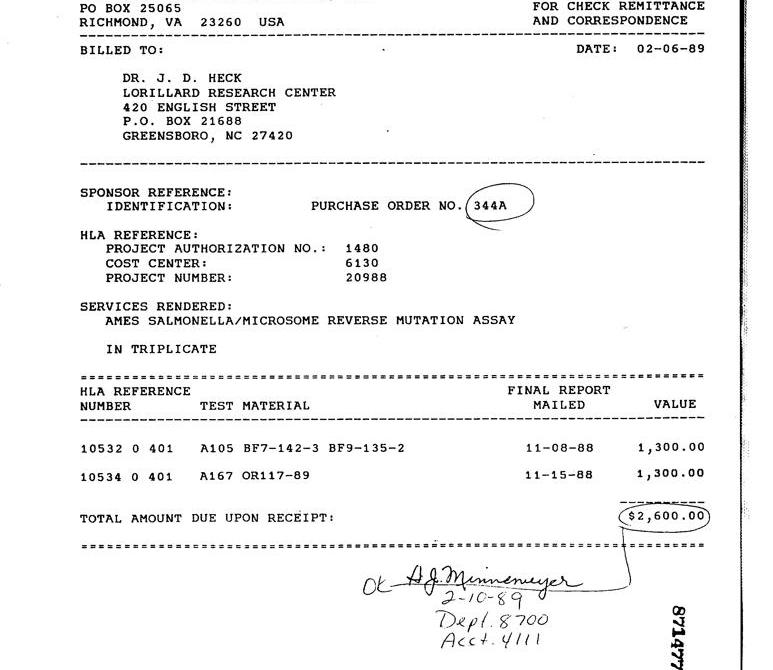 PO BOX 25065 FOR CHECK REMITTANCE
RICHMOND, VA 23260 USA AND CORRESPONDENCE
BILLED TO: DATE: 02-06-89
DR. J. D. HECK
LORILLARD RESEARCH CENTER
420 ENGLISH STREET
P.O. BOX 21688
GREENSBORO, NC 27420
SPONSOR REFERENCE:
IDENTIFICATION: PURCHASE ORDER NO. 344A
HLA REFERENCE:
PROJECT AUTHORIZATION NO.: 1480
COST CENTER: 6130
PROJECT NUMBER: 20988
SERVICES RENDERED:
AMES SALMONELLA/MICROSOME REVERSE MUTATION ASSAY
IN TRIPLICATE
HLA REFERENCE FINAL REPORT
NUMBER TEST MATERIAL MAILED VALUE
10532 0 401 A105 BF7-142-3 BF9-135-2 11-08-88 1,300.00
10534 0 401 A167 OR117-89 11-15-88 1,300.00
TOTAL AMOUNT DUE UPON RECEIPT: $2,600.00
OK H.J. Minnemeyer
2-10-89
Dept. 8700
Acct. 4111
871477